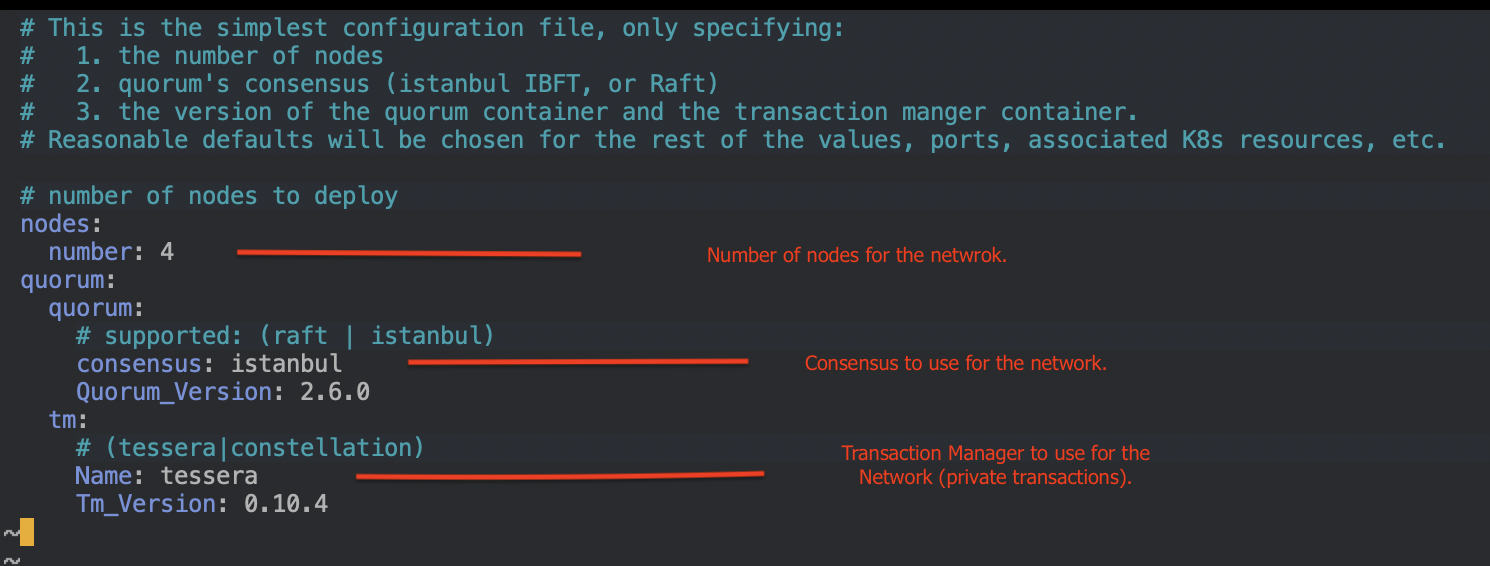 # This is the simplest configuration file, only specifying:
#   1. the number of nodes
#   2. quorum's consensus (istanbul IBFT, or Raft)
#   3. the version of the quorum container and the transaction manger container.
# Reasonable defaults will be chosen for the rest of the values, ports, associated K8s resources, etc.
# number of nodes to deploy
nodes:
  number: 4 Number of nodes for the netwrok.
quorum:
  quorum:
    # supported: (raft | istanbul)
    consensus: istanbul Consensus to use for the network.
    Quorum_Version: 2.6.0
  tm:
    # (tessera|constellation)
    Name: tessera
    Tm_Version: 0.10.4
Transaction Manager to use for the
Network (private transactions).
~
~